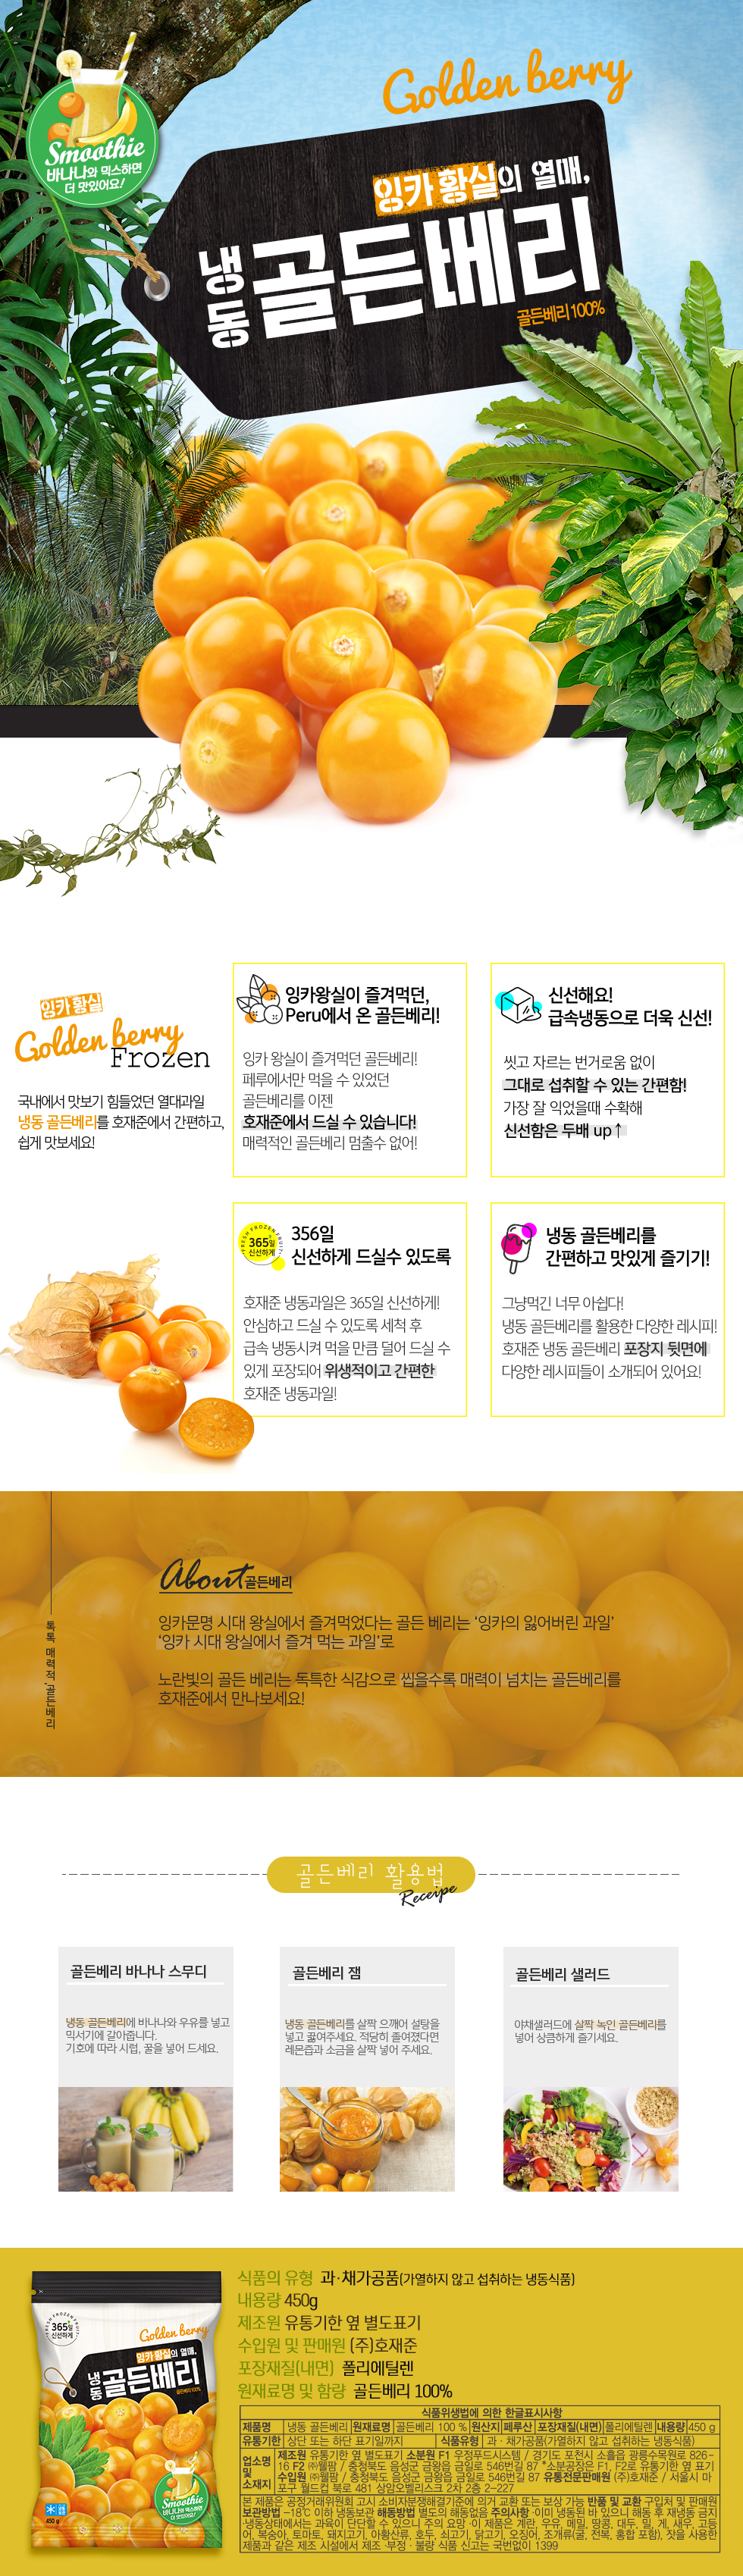 Golden berry
Smoothie
바나나와 믹스하면
더 맛있어요!
잉카 황실의 열매,
냉동 골든베리
골든베리 100%
잉카 황실
Golden berry
Frozen
국내에서 맛보기 힘들었던 열대과일
냉동 골든베리를 호재준에서 간편하고,
쉽게 맛보세요!
잉카왕실이 즐겨먹던,
Peru에서 온 골든베리!
잉카 왕실이 즐겨먹던 골든베리!
페루에서만 먹을 수 있었던
골든베리를 이젠
호재준에서 드실 수 있습니다!
매력적인 골든베리 멈출수 없어!
신선해요!
급속냉동으로 더욱 신선!
씻고 자르는 번거로움 없이
그대로 섭취할 수 있는 간편함!
가장 잘 익었을때 수확해
신선함은 두배 up↑
FRESH FROZEN FRUIT
365일
신선하게
356일
신선하게 드실수 있도록
호재준 냉동과일은 365일 신선하게!
안심하고 드실 수 있도록 세척 후
급속 냉동시켜 먹을 만큼 덜어 드실 수
있게 포장되어 위생적이고 간편한
호재준 냉동과일!
냉동 골든베리를
간편하고 맛있게 즐기기!
그냥먹긴 너무 아쉽다!
냉동 골든베리를 활용한 다양한 레시피!
호재준 냉동 골든베리 포장지 뒷면에
다양한 레시피들이 소개되어 있어요!
톡톡 매력적 골든베리
About 골든베리
잉카문명 시대 왕실에서 즐겨먹었다는 골든 베리는 ‘잉카의 잃어버린 과일’
‘잉카 시대 왕실에서 즐겨 먹는 과일’로
노란빛의 골든 베리는 독특한 식감으로 씹을수록 매력이 넘치는 골든베리를
호재준에서 만나보세요!
골든베리 활용법
Receipe
골든베리 바나나 스무디
냉동 골든베리에 바나나와 우유를 넣고
믹서기에 갈아줍니다.
기호에 따라 시럽, 꿀을 넣어 드세요.
골든베리 잼
냉동 골든베리를 살짝 으깨어 설탕을
넣고 끓여주세요. 적당히 졸여졌다면
레몬즙과 소금을 살짝 넣어 주세요.
골든베리 샐러드
야채샐러드에 살짝 녹인 골든베리를
넣어 상큼하게 즐기세요.
365일
신선하게
Golden berry
잉카 황실의 열매,
냉동 골든베리
골든베리 100%
Smoothie
바나나와 믹스하면
더 맛있어요!
450 g
식품의 유형 과·채가공품(가열하지 않고 섭취하는 냉동식품)
내용량 450g
제조원 유통기한 옆 별도표기
수입원 및 판매원 (주)호재준
포장재질(내면) 폴리에틸렌
원재료명 및 함량 골든베리 100%
식품위생법에 의한 한글표시사항
제품명 냉동 골든베리 원재료명 골든베리 100 % 원산지 페루산 포장재질(내면) 폴리에틸렌 내용량 450 g
유통기한 상단 또는 하단 표기일까지 식품유형 과 · 채가공품(가열하지 않고 섭취하는 냉동식품)
업소명 및 소재지
제조원 유통기한 옆 별도표기 소분원 F1 우정푸드시스템 / 경기도 포천시 소흘읍 광릉수목원로 826-
16 F2 ㈜웰팜 / 충청북도 음성군 금왕읍 금일로 546번길 87 *소분공장은 F1, F2로 유통기한 옆 표기
수입원 ㈜웰팜 / 충청북도 음성군 금왕읍 금일로 546번길 87 유통전문판매원 (주)호재준 / 서울시 마
포구 월드컵 북로 481 상암오벨리스크 2차 2층 2-227
본 제품은 공정거래위원회 고시 소비자분쟁해결기준에 의거 교환 또는 보상 가능 반품 및 교환 구입처 및 판매원
보관방법 -18℃ 이하 냉동보관 해동방법 별도의 해동없음 주의사항 ·이미 냉동된 바 있으니 해동 후 재냉동 금지
·냉동상태에서는 과육이 단단할 수 있으니 주의 요망 ·이 제품은 계란, 우유, 메밀, 땅콩, 대두, 밀, 게, 새우, 고등
어, 복숭아, 토마토, 돼지고기, 아황산류, 호두, 쇠고기, 닭고기, 오징어, 조개류(굴, 전복, 홍합 포함), 잣을 사용한
제품과 같은 제조 시설에서 제조 ·부정 · 불량 식품 신고는 국번없이 1399